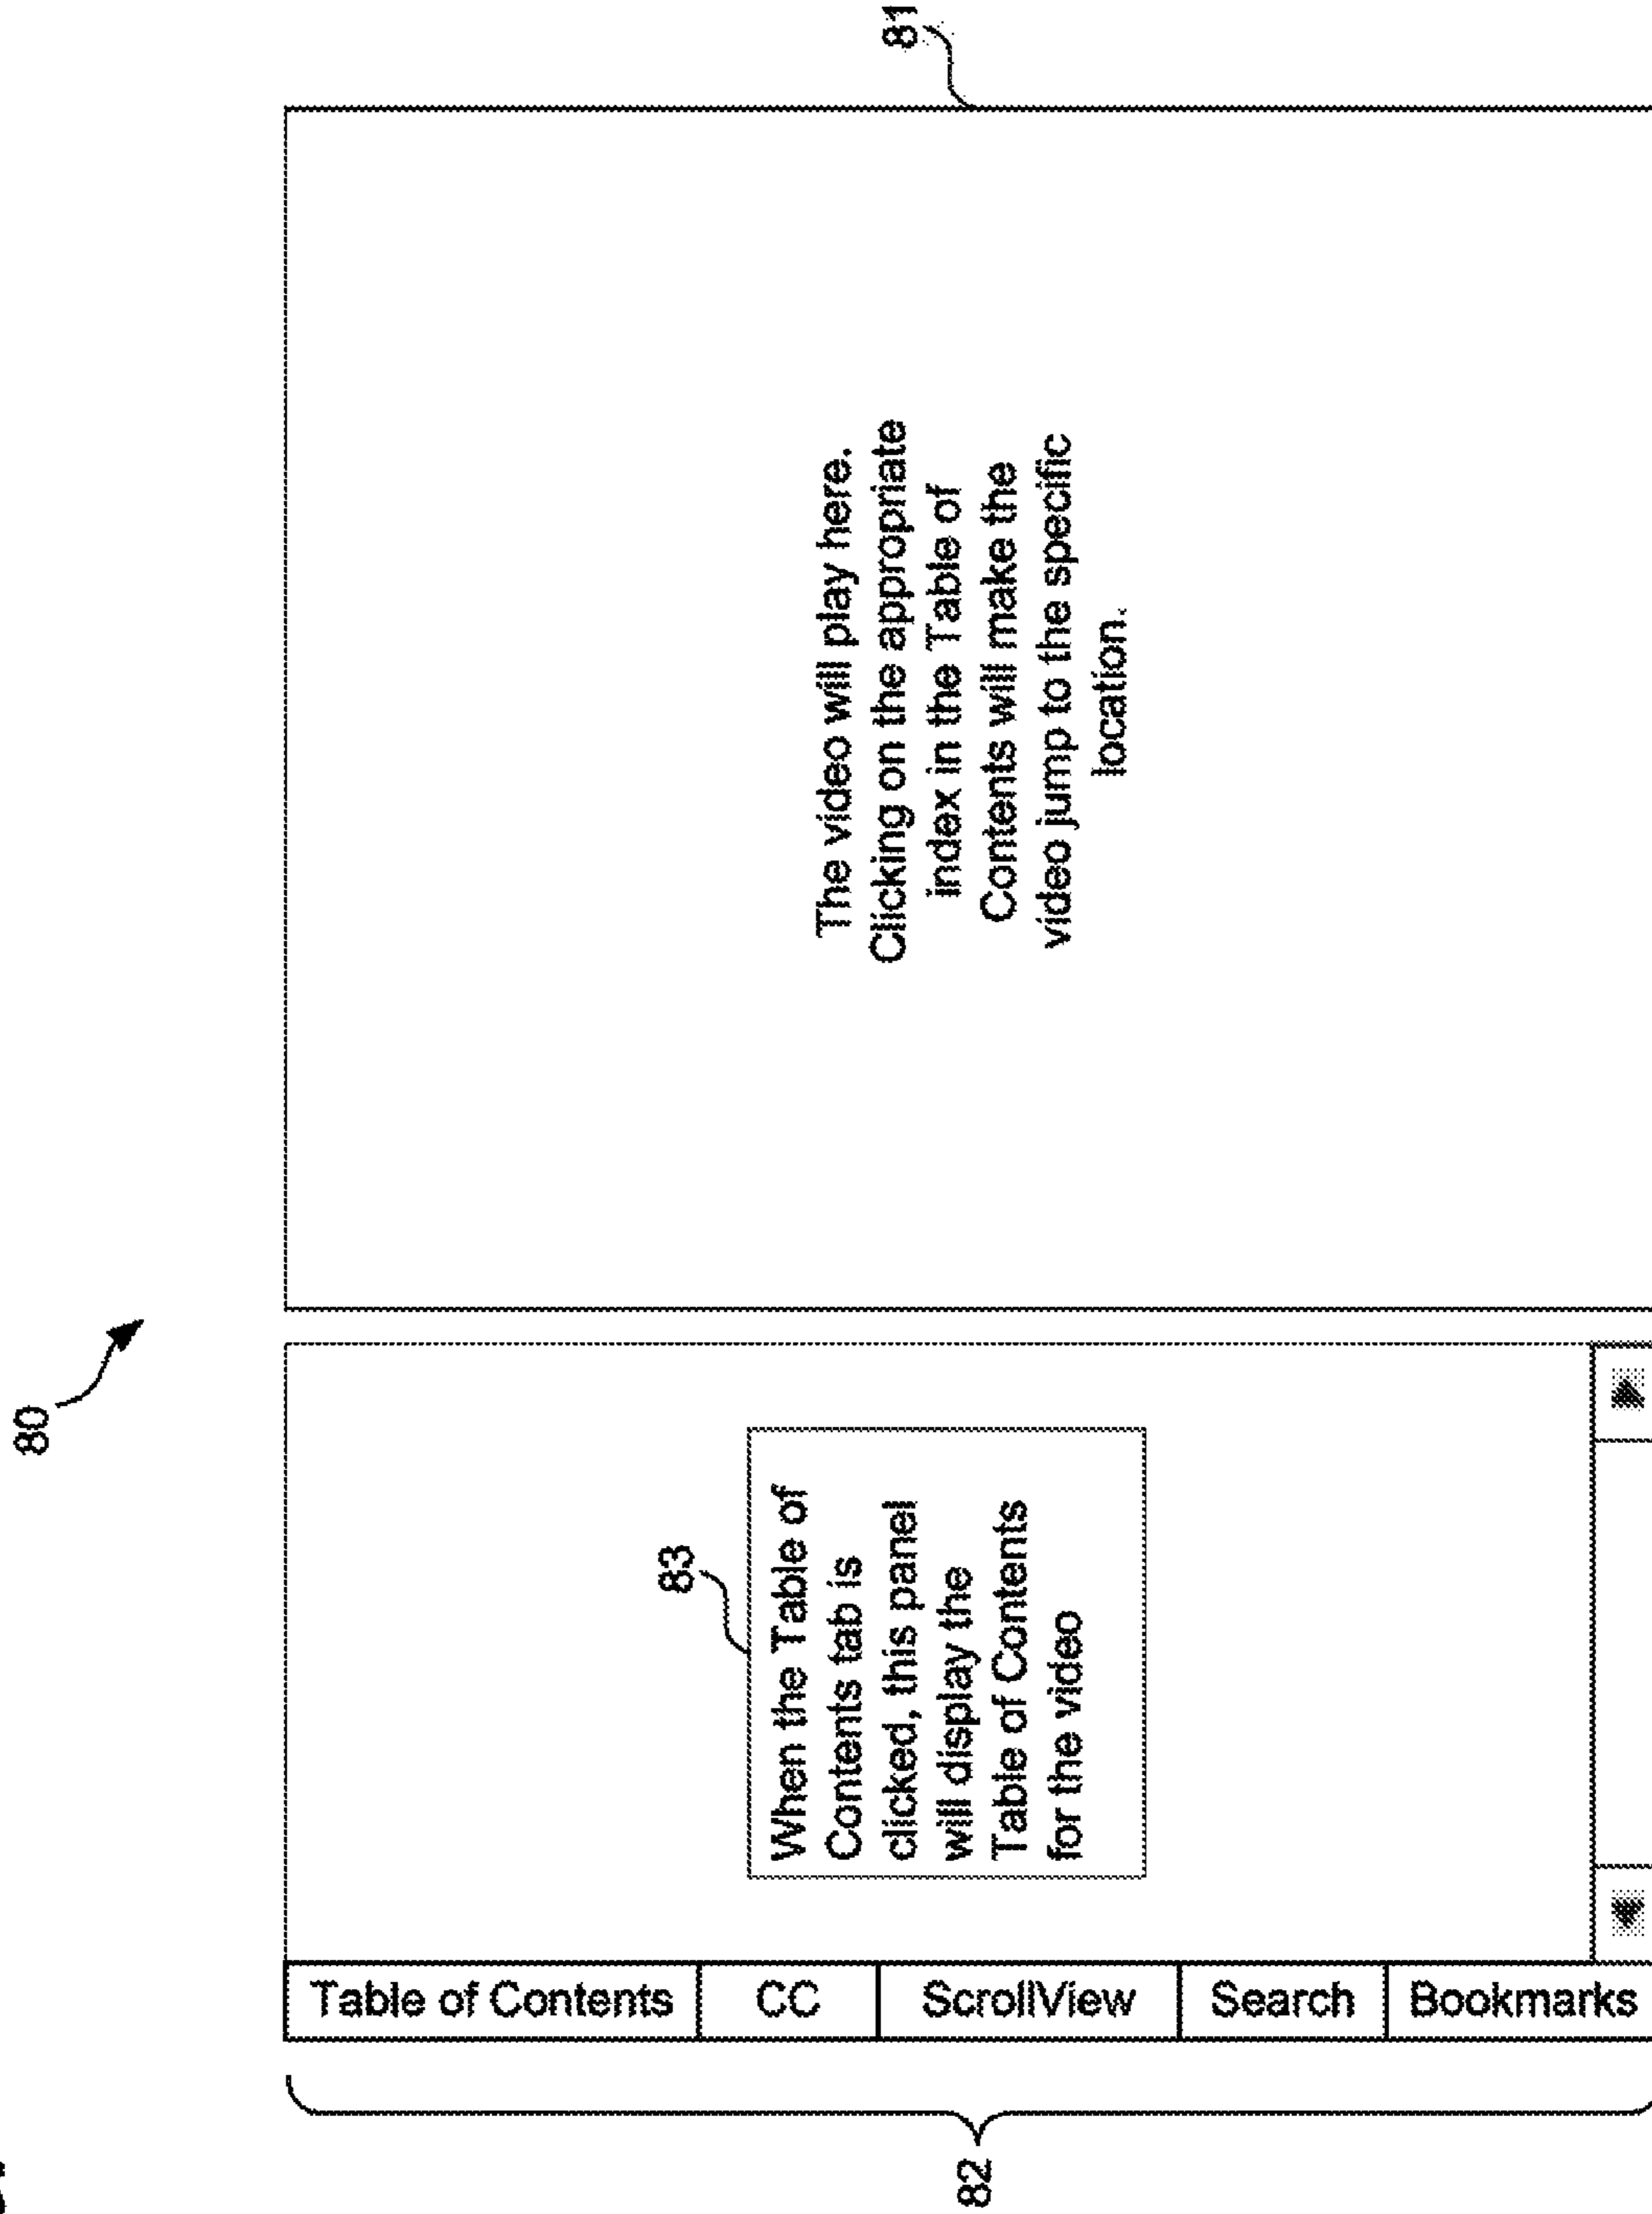 80
81
82
83
Table of Contents
CC
ScrollView
Search
Bookmarks
When the Table of
Contents tab is
clicked, this panel
will display the
Table of Contents
for the video
The video will play here.
Clicking on the appropriate
index in the Table of
Contents will make the
video jump to the specific
location.